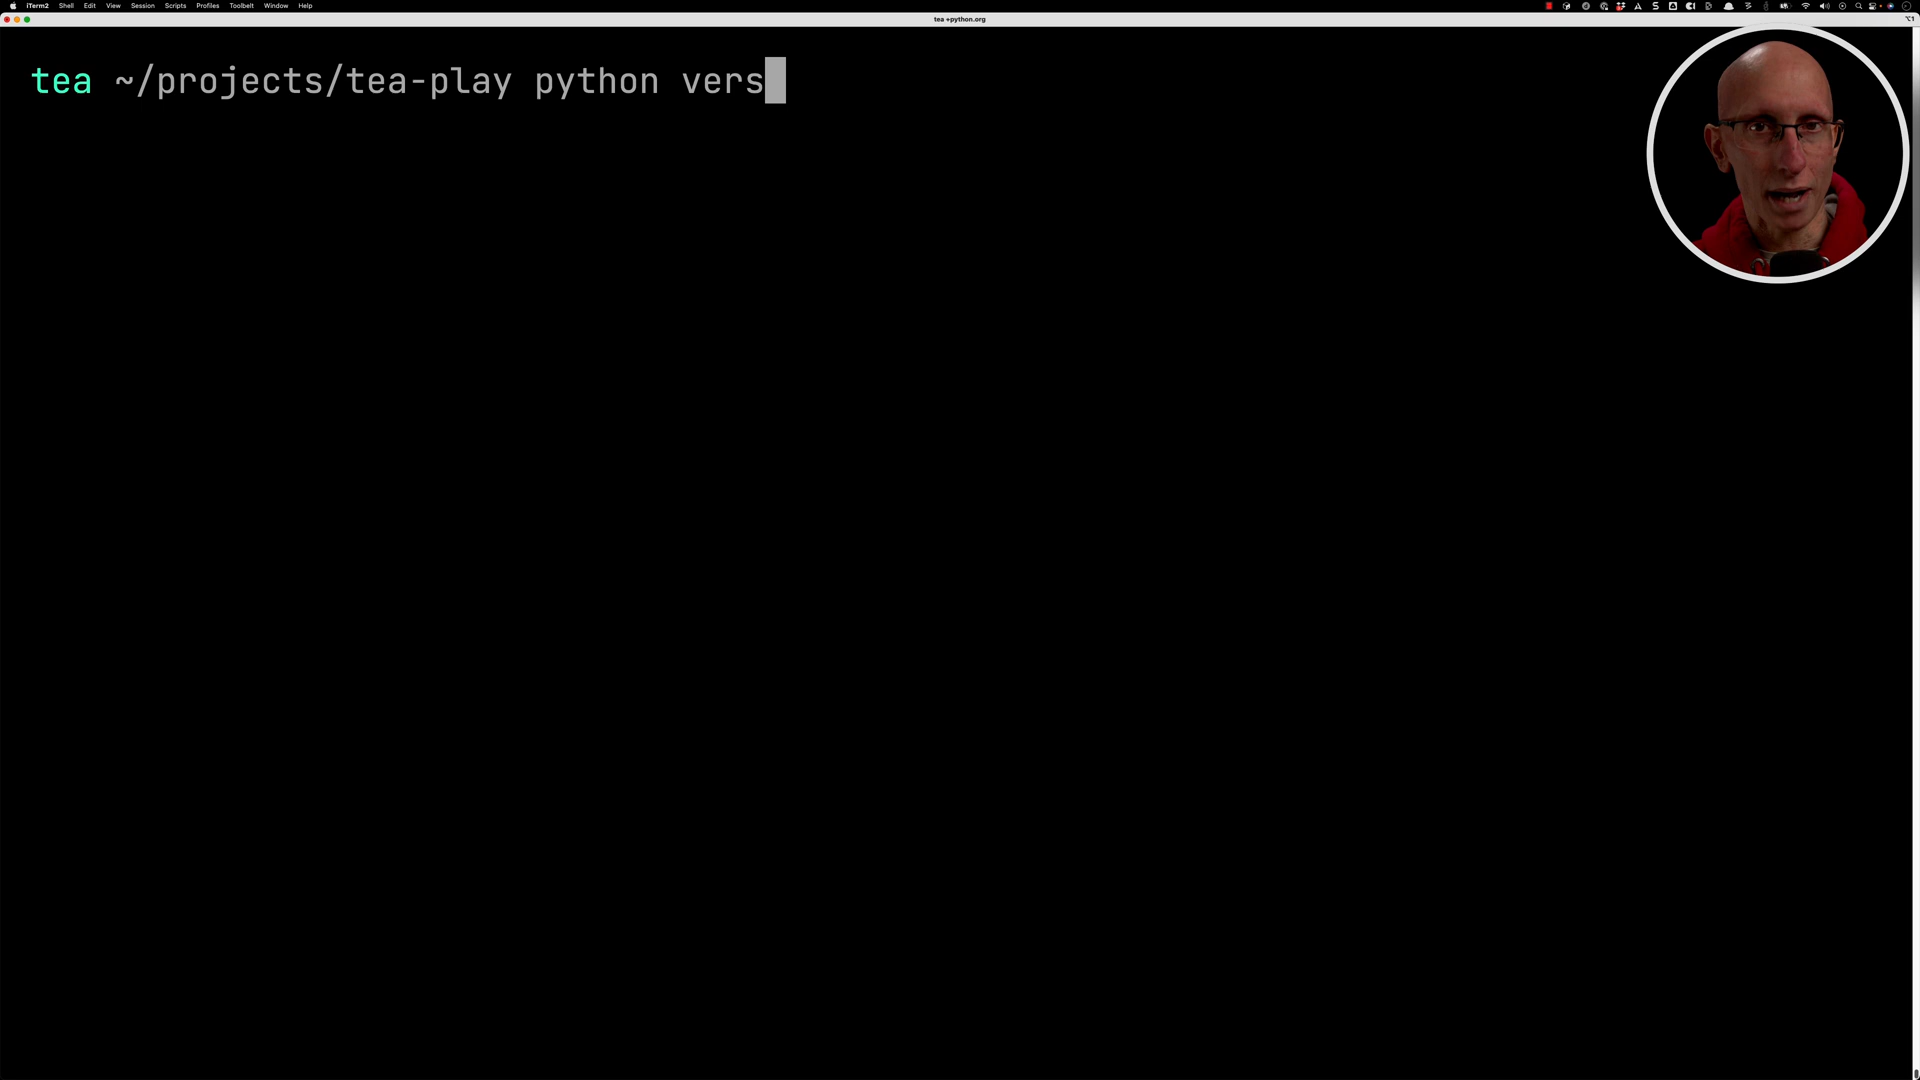 iTerm2 Shell Edit View Session Scripts Profiles Toolbelt Window Help
tea +python.org
⌥1
tea ~/projects/tea-play python vers